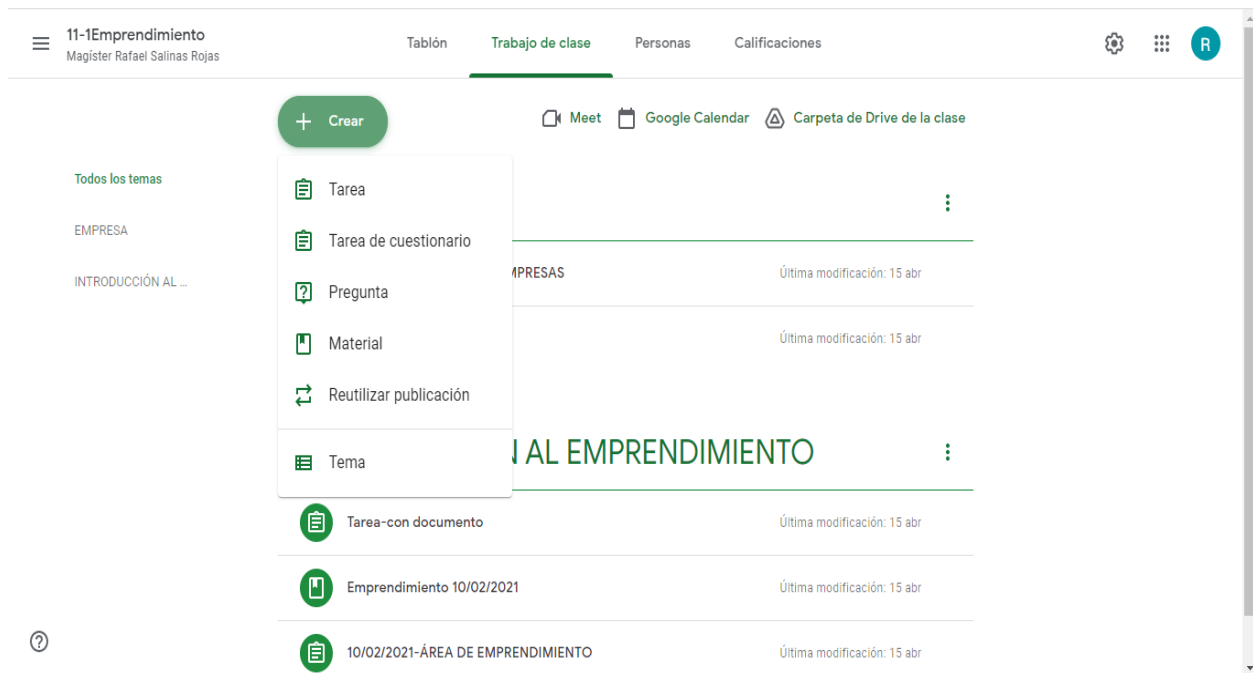 11-1Emprendimiento
Magíster Rafael Salinas Rojas
Tablón
Trabajo de clase
Personas
Calificaciones
R
Crear
Meet
Google Calendar
Carpeta de Drive de la clase
Todos los temas
EMPRESA
INTRODUCCIÓN AL ...
Tarea
Tarea de cuestionario
Pregunta
Material
Reutilizar publicación
Tema
Última modificación: 15 abr
Última modificación: 15 abr
AL EMPRENDIMIENTO
Tarea-con documento Última modificación: 15 abr
Emprendimiento 10/02/2021 Última modificación: 15 abr
10/02/2021-ÁREA DE EMPRENDIMIENTO Última modificación: 15 abr